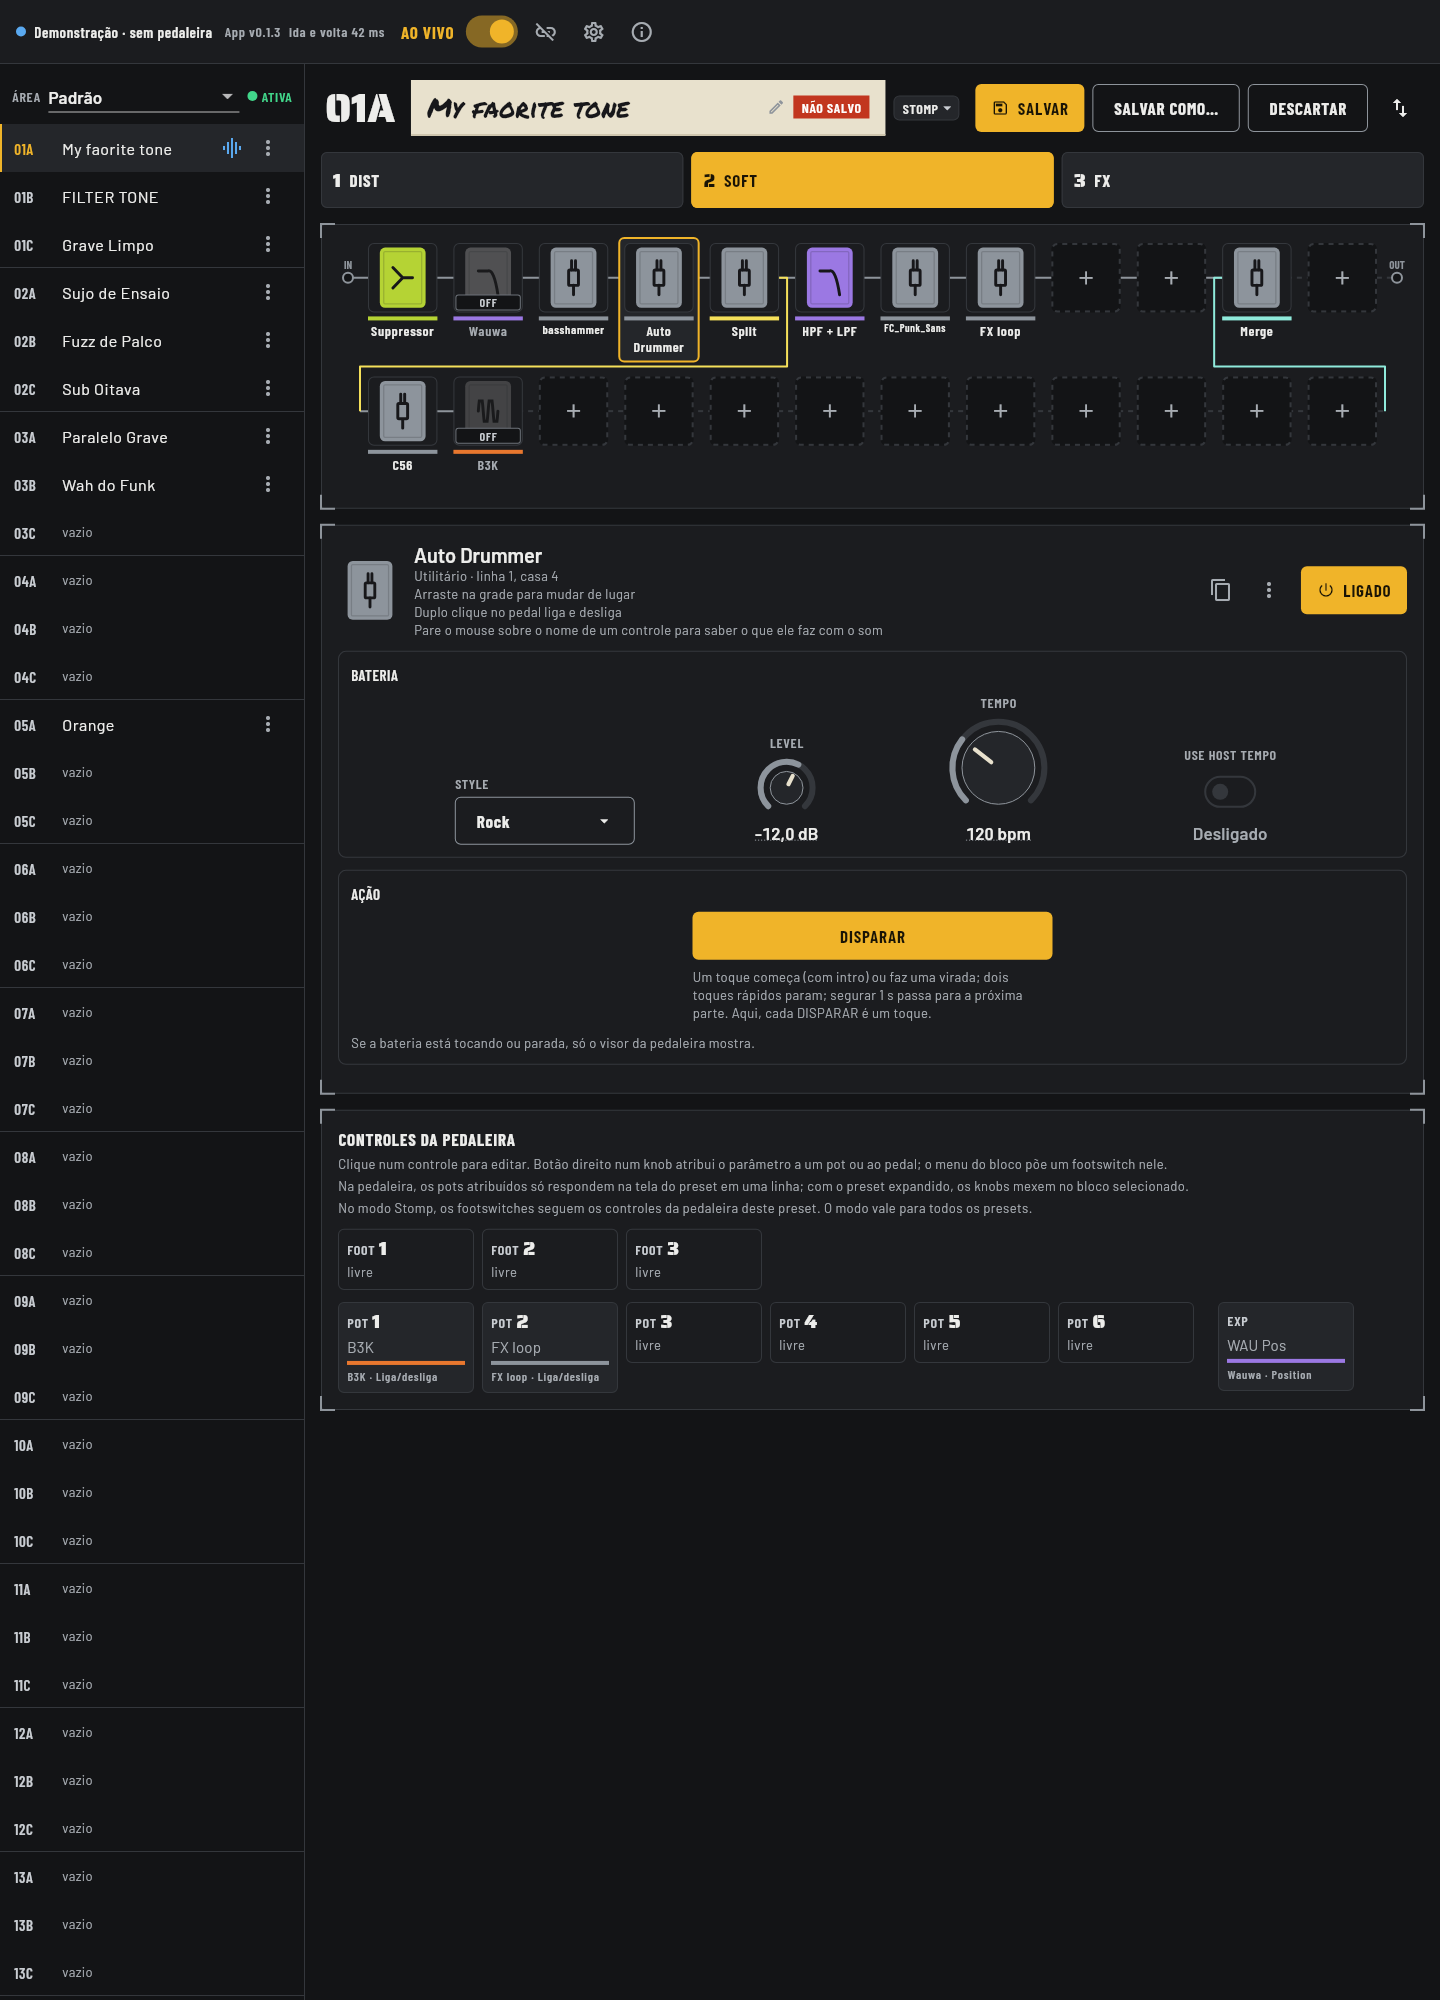 Demonstração · sem pedaleira App v0.1.3 Ida e volta 42 ms AO VIVO
ÁREA Padrão ATIVA
01A My faorite tone
01B FILTER TONE
01C Grave Limpo
02A Sujo de Ensaio
02B Fuzz de Palco
02C Sub Oitava
03A Paralelo Grave
03B Wah do Funk
03C vazio
04A vazio
04B vazio
04C vazio
05A Orange
05B vazio
05C vazio
06A vazio
06B vazio
06C vazio
07A vazio
07B vazio
07C vazio
08A vazio
08B vazio
08C vazio
09A vazio
09B vazio
09C vazio
10A vazio
10B vazio
10C vazio
11A vazio
11B vazio
11C vazio
12A vazio
12B vazio
12C vazio
13A vazio
13B vazio
13C vazio
01A My faorite tone NÃO SALVO STOMP SALVAR SALVAR COMO... DESCARTAR
1 DIST 2 SOFT 3 FX
IN OUT
OFF
Suppressor Wauwa basshammer Auto Drummer Split HPF + LPF FC_Punk_Sans FX loop Merge
OFF
C56 B3K
Auto Drummer
Utilitário · linha 1, casa 4
Arraste na grade para mudar de lugar
Duplo clique no pedal liga e desliga
Pare o mouse sobre o nome de um controle para saber o que ele faz com o som
LIGADO
BATERIA
STYLE LEVEL TEMPO USE HOST TEMPO
Rock -12,0 dB 120 bpm Desligado
AÇÃO
DISPARAR
Um toque começa (com intro) ou faz uma virada; dois
toques rápidos param; segurar 1 s passa para a próxima
parte. Aqui, cada DISPARAR é um toque.
Se a bateria está tocando ou parada, só o visor da pedaleira mostra.
CONTROLES DA PEDALEIRA
Clique num controle para editar. Botão direito num knob atribui o parâmetro a um pot ou ao pedal; o menu do bloco põe um footswitch nele.
Na pedaleira, os pots atribuídos só respondem na tela do preset em uma linha; com o preset expandido, os knobs mexem no bloco selecionado.
No modo Stomp, os footswitches seguem os controles da pedaleira deste preset. O modo vale para todos os presets.
FOOT 1 FOOT 2 FOOT 3
livre livre livre
POT 1 POT 2 POT 3 POT 4 POT 5 POT 6 EXP
B3K FX loop livre livre livre livre WAU Pos
B3K · Liga/desliga FX loop · Liga/desliga Wauwa · Position